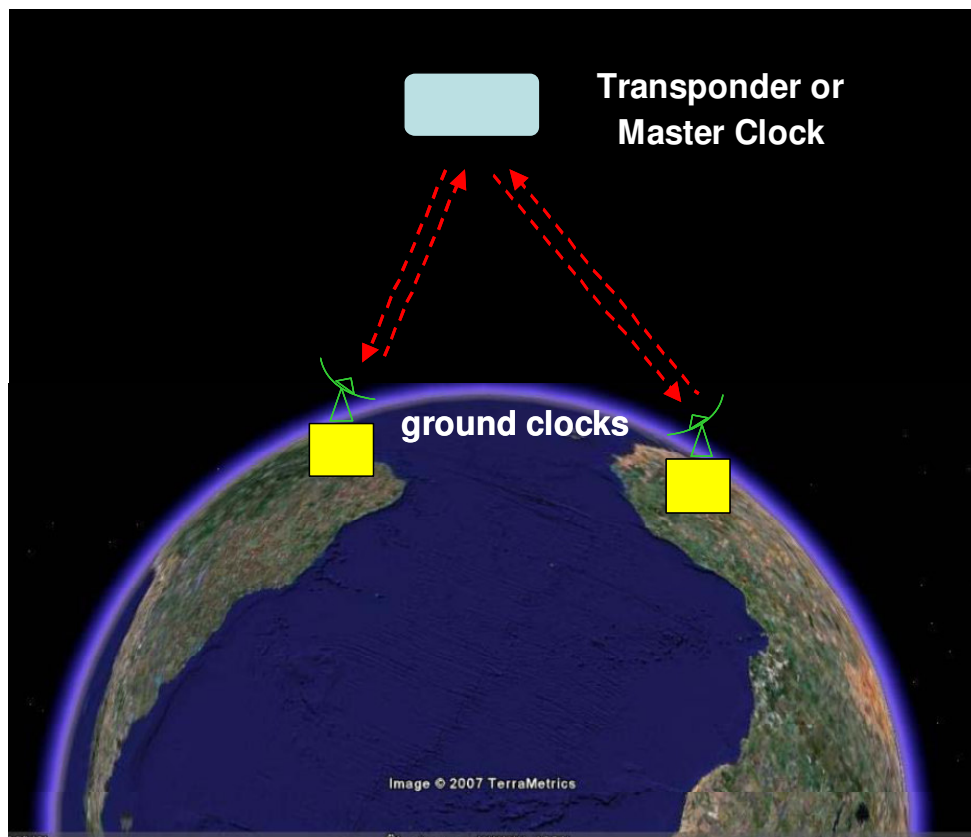 Transponder or
Master Clock
ground clocks
Image © 2007 TerraMetrics